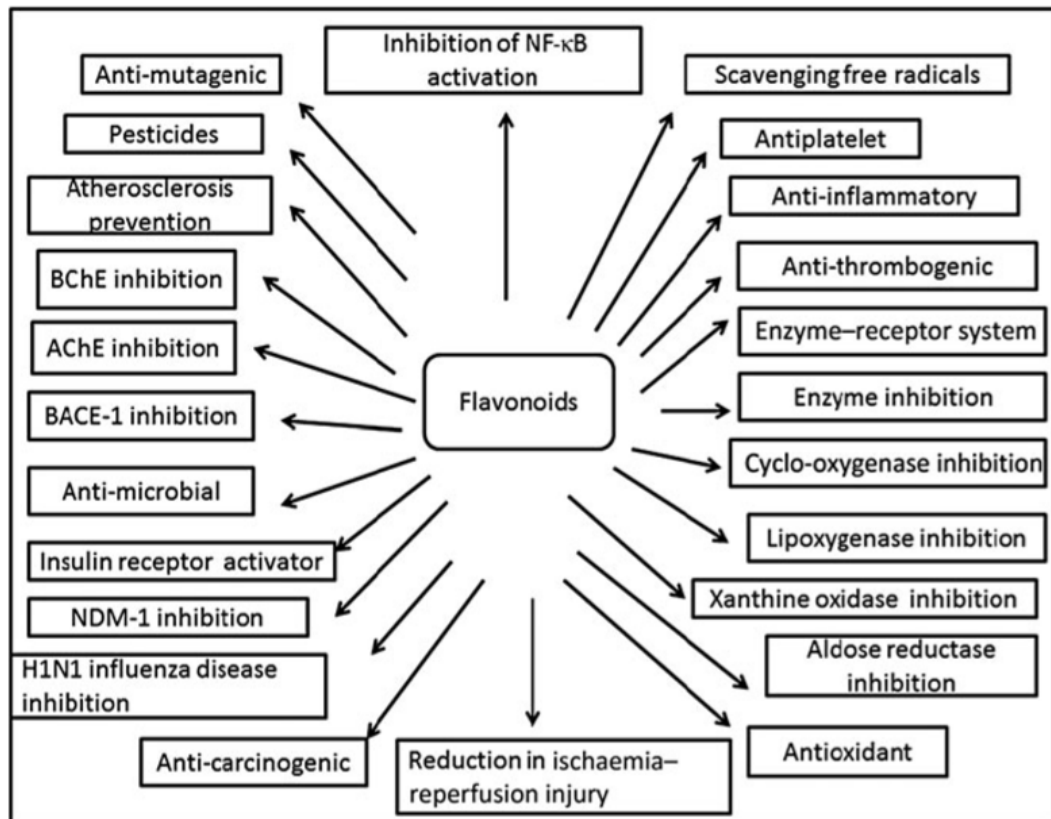 Inhibition of NF-κB
activation
Anti-mutagenic
Pesticides
Atherosclerosis
prevention
BChE inhibition
AChE inhibition
BACE-1 inhibition
Anti-microbial
Insulin receptor activator
NDM-1 inhibition
H1N1 influenza disease
inhibition
Anti-carcinogenic
Flavonoids
Scavenging free radicals
Antiplatelet
Anti-inflammatory
Anti-thrombogenic
Enzyme–receptor system
Enzyme inhibition
Cyclo-oxygenase inhibition
Lipoxygenase inhibition
Xanthine oxidase inhibition
Aldose reductase
inhibition
Antioxidant
Reduction in ischaemia–
reperfusion injury